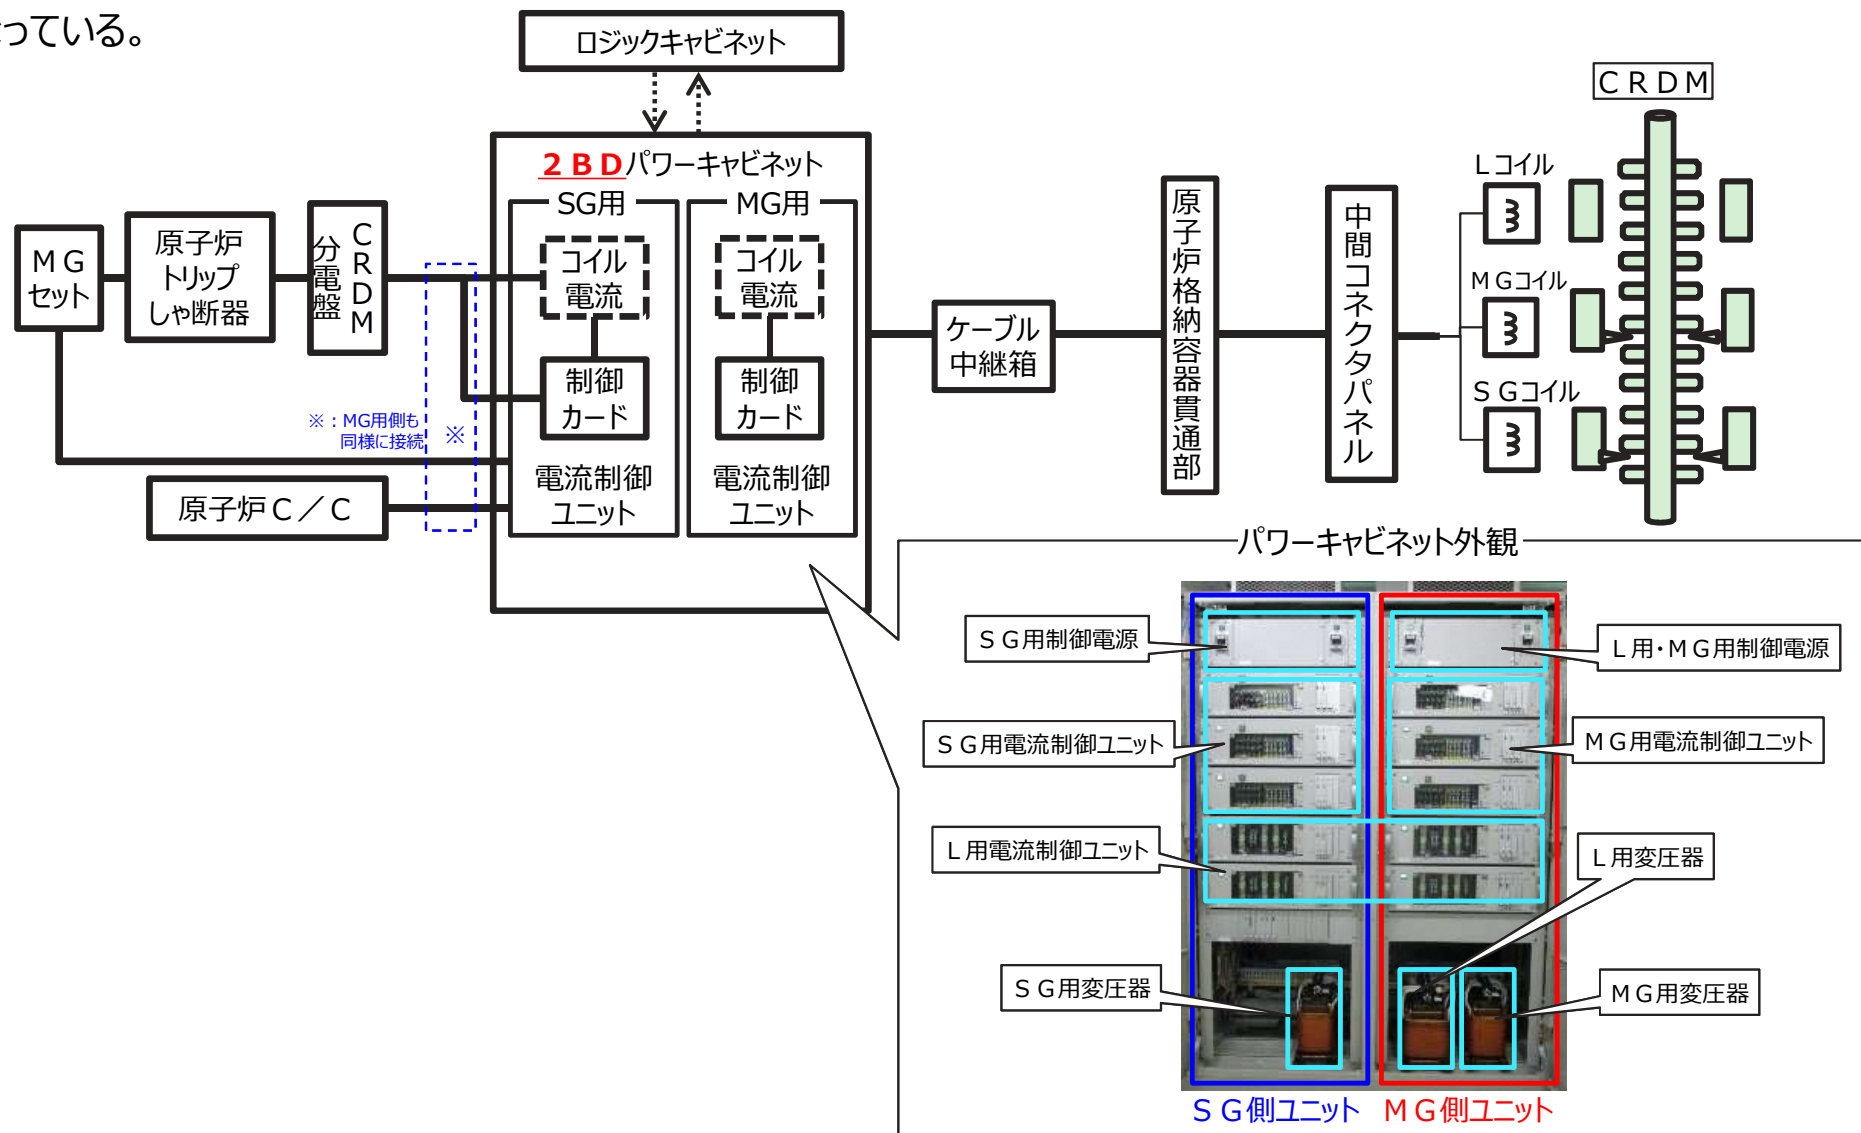 っている。
ロジックキャビネット
ＣＲＤＭ
２ＢＤパワーキャビネット
SG用
MG用
ＭＧ
セット
原子炉
トリップ
しゃ断器
ＣＲＤＭ
分電盤
コイル
電流
コイル
電流
制御
カード
制御
カード
※：MG用側も
同様に接続
※
電流制御
ユニット
電流制御
ユニット
原子炉Ｃ／Ｃ
ケーブル
中継箱
原子炉格納容器貫通部
中間コネクタパネル
Ｌコイル
ＭＧコイル
ＳＧコイル
パワーキャビネット外観
ＳＧ用制御電源
Ｌ用・ＭＧ用制御電源
ＳＧ用電流制御ユニット
ＭＧ用電流制御ユニット
Ｌ用電流制御ユニット
Ｌ用変圧器
ＳＧ用変圧器
ＭＧ用変圧器
ＳＧ側ユニット
ＭＧ側ユニット